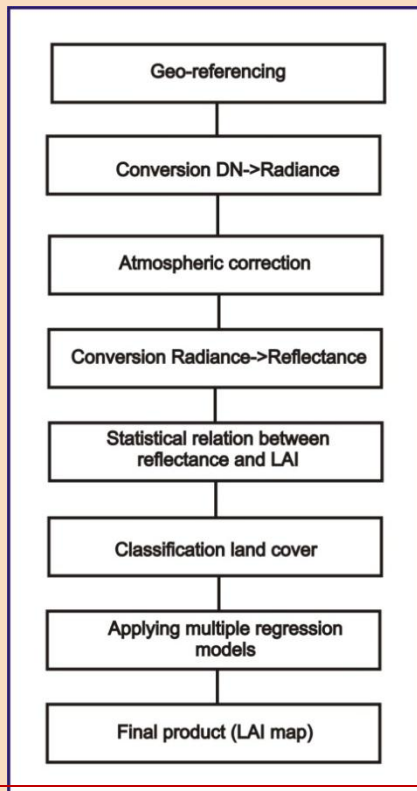 Geo-referencing
Conversion DN->Radiance
Atmospheric correction
Conversion Radiance->Reflectance
Statistical relation between
reflectance and LAI
Classification land cover
Applying multiple regression
models
Final product (LAI map)